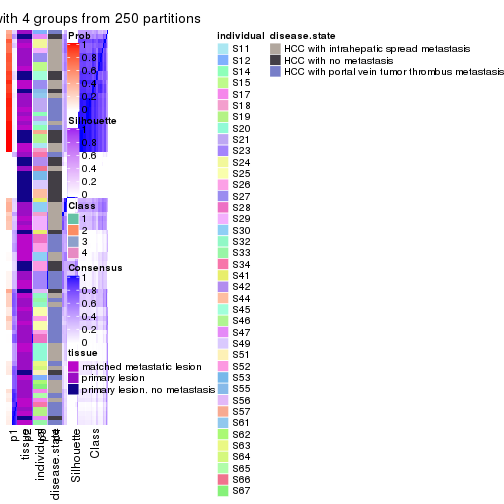 with 4 groups from 250 partitions
Prob
1
0.8
0.6
0.4
0.2
0
Silhouette
1
0.8
0.6
0.4
0.2
0
Class
1
2
3
4
Consensus
1
0.8
0.6
0.4
0.2
0
tissue
matched metastatic lesion
primary lesion
primary lesion. no metastasis
individual
S11
S12
S14
S15
S17
S18
S19
S20
S21
S23
S24
S25
S26
S27
S28
S29
S30
S32
S33
S34
S41
S42
S44
S45
S46
S47
S49
S51
S52
S53
S55
S56
S57
S61
S62
S63
S64
S65
S66
S67
disease.state
HCC with intrahepatic spread metastasis
HCC with no metastasis
HCC with portal vein tumor thrombus metastasis
p1
tissue
individual
disease.state
Silhouette
Class